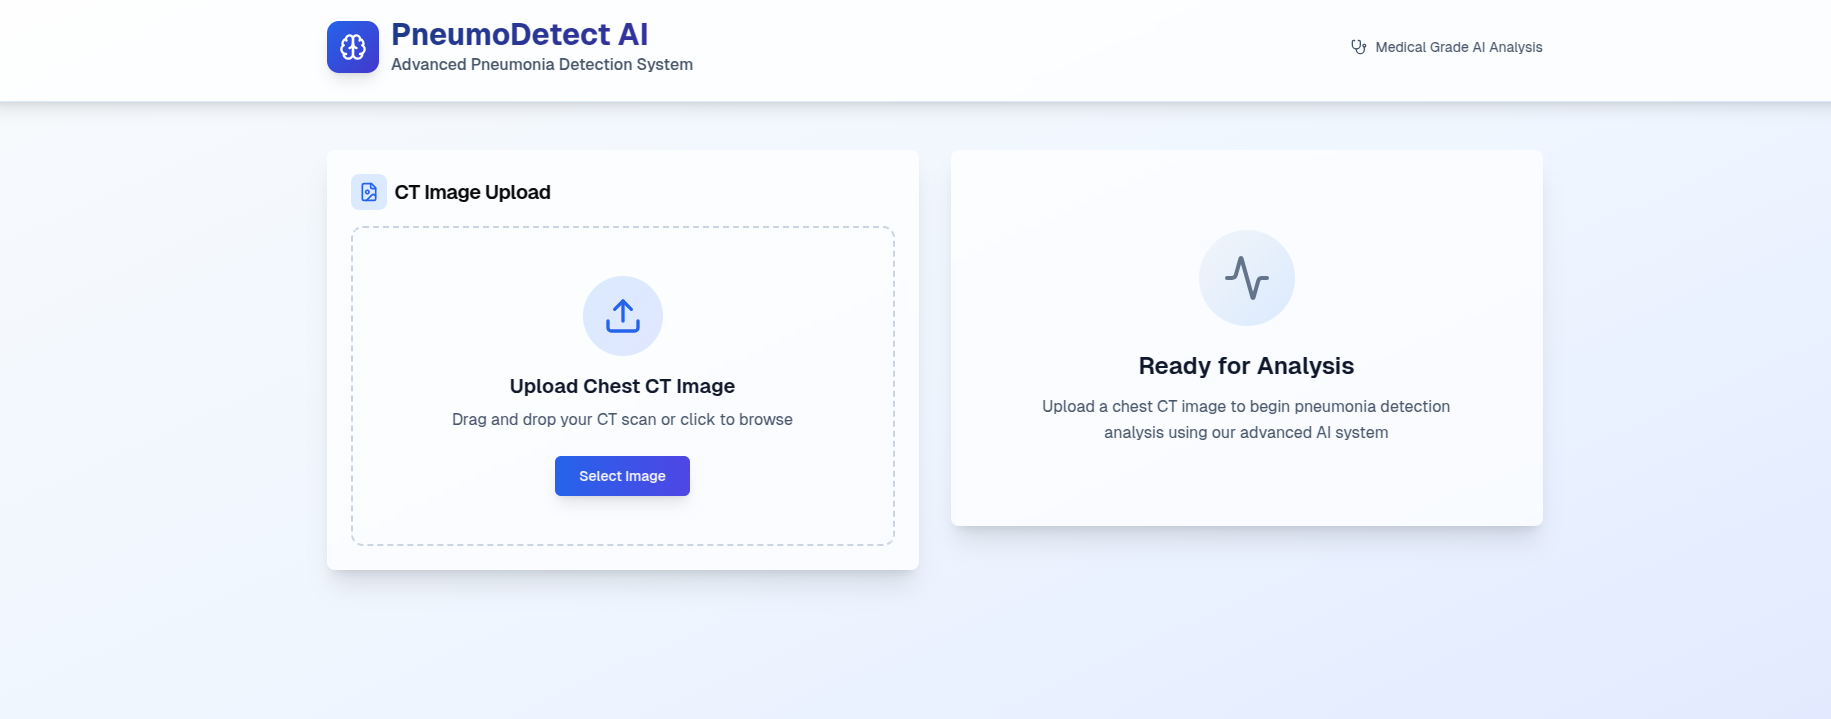 PneumoDetect AI
Advanced Pneumonia Detection System
Medical Grade AI Analysis
CT Image Upload
Upload Chest CT Image
Drag and drop your CT scan or click to browse
Select Image
Ready for Analysis
Upload a chest CT image to begin pneumonia detection
analysis using our advanced AI system